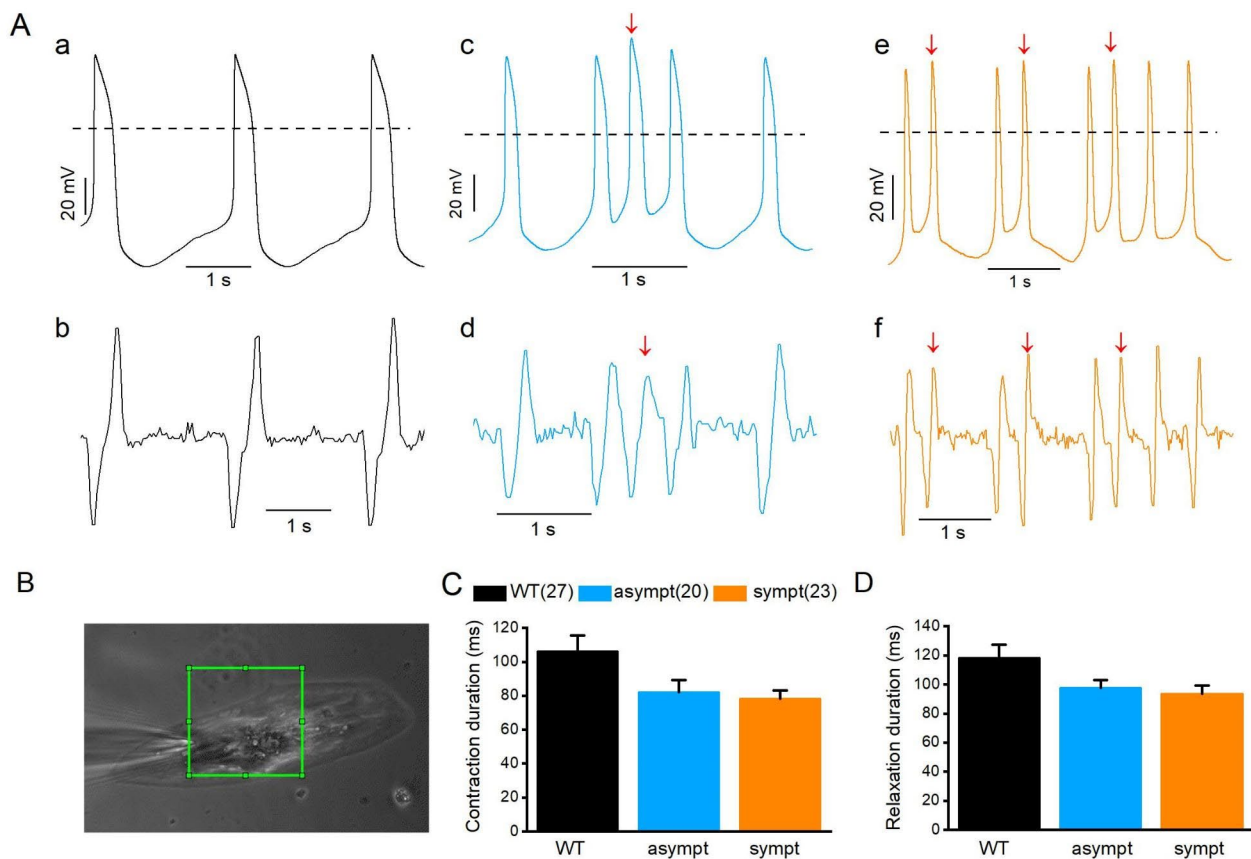 A
a
c
e
20 mV
20 mV
20 mV
1 s
1 s
1 s
b
d
f
1 s
1 s
1 s
B
C
WT(27) asympt(20) sympt(23)
D
Contraction duration (ms)
120
100
80
60
40
20
0
WT asympt sympt
Relaxation duration (ms)
140
120
100
80
60
40
20
0
WT asympt sympt